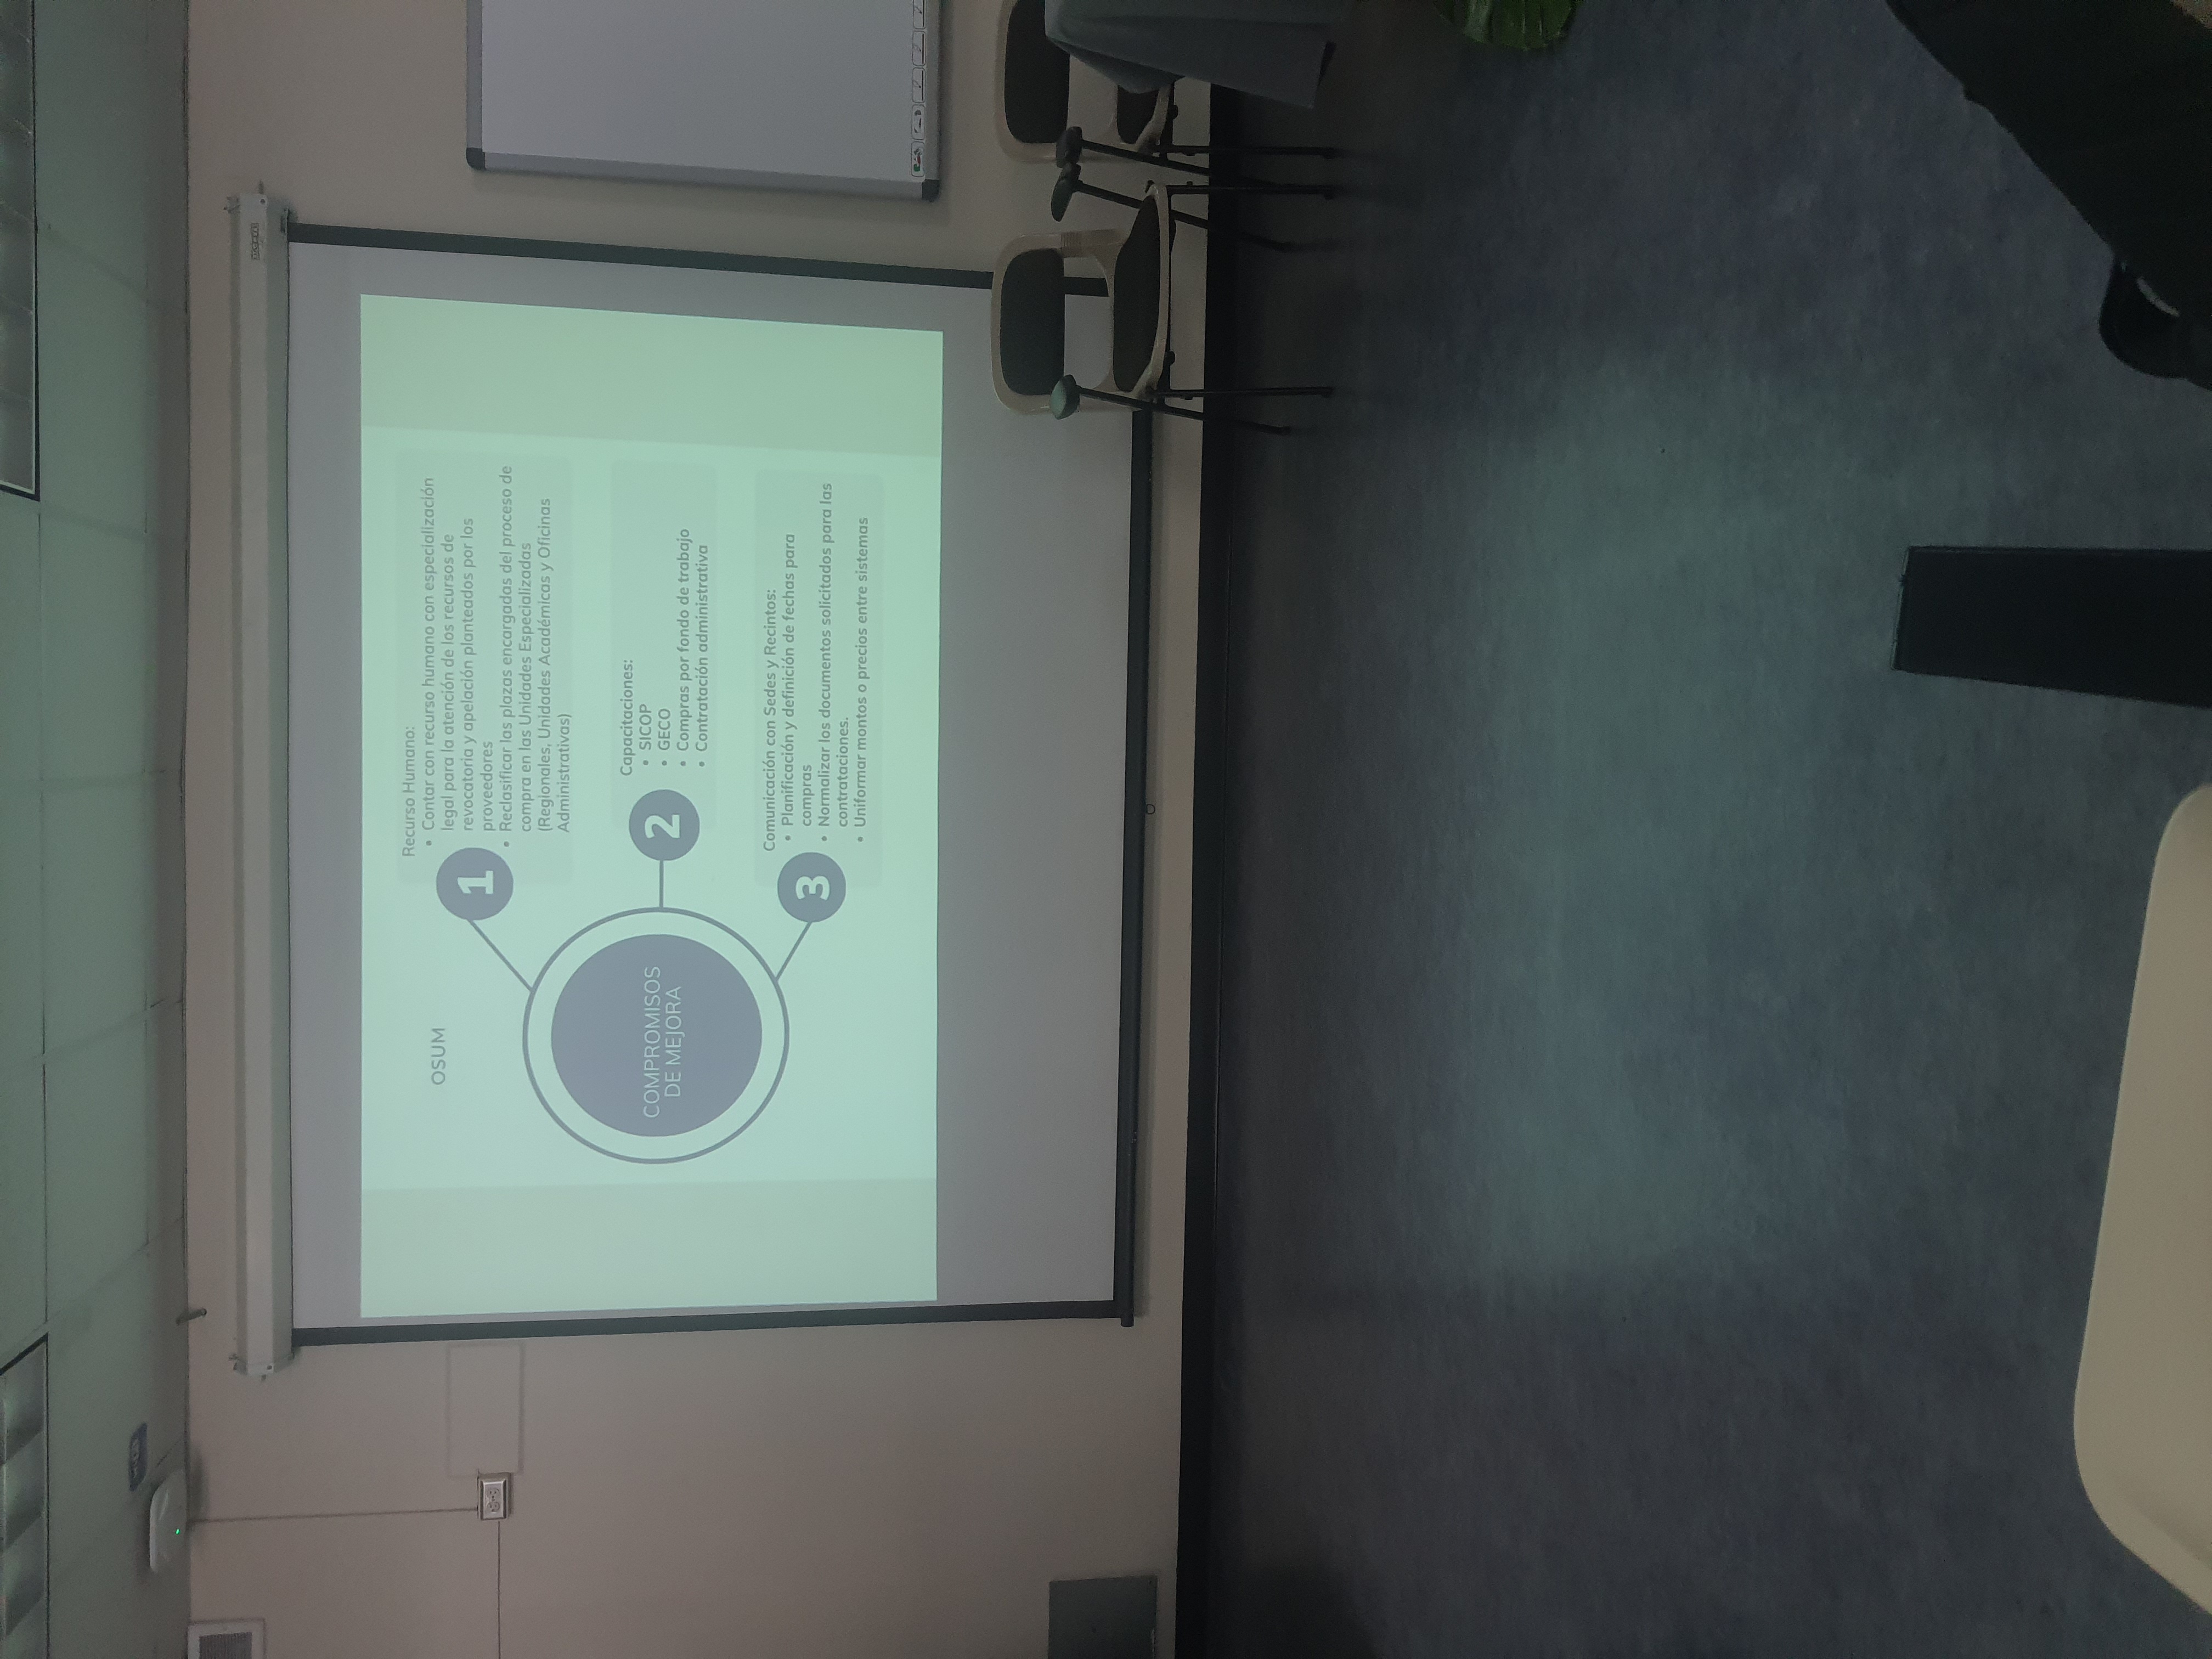 OSUM
COMPROMISOS
DE MEJORA
1
Recurso Humano:
• Contar con recurso humano con especialización
legal para la atención de los recursos de
revocatoria y apelación planteados por los
proveedores
• Reclasificar las plazas encargadas del proceso de
compra en las Unidades Especializadas
(Regionales, Unidades Académicas y Oficinas
Administrativas)
2
Capacitaciones:
• SICOP
• GECO
• Compras por fondo de trabajo
• Contratación administrativa
3
Comunicación con Sedes y Recintos:
• Planificación y definición de fechas para
compras
• Normalizar los documentos solicitados para las
contrataciones.
• Uniformar montos o precios entre sistemas